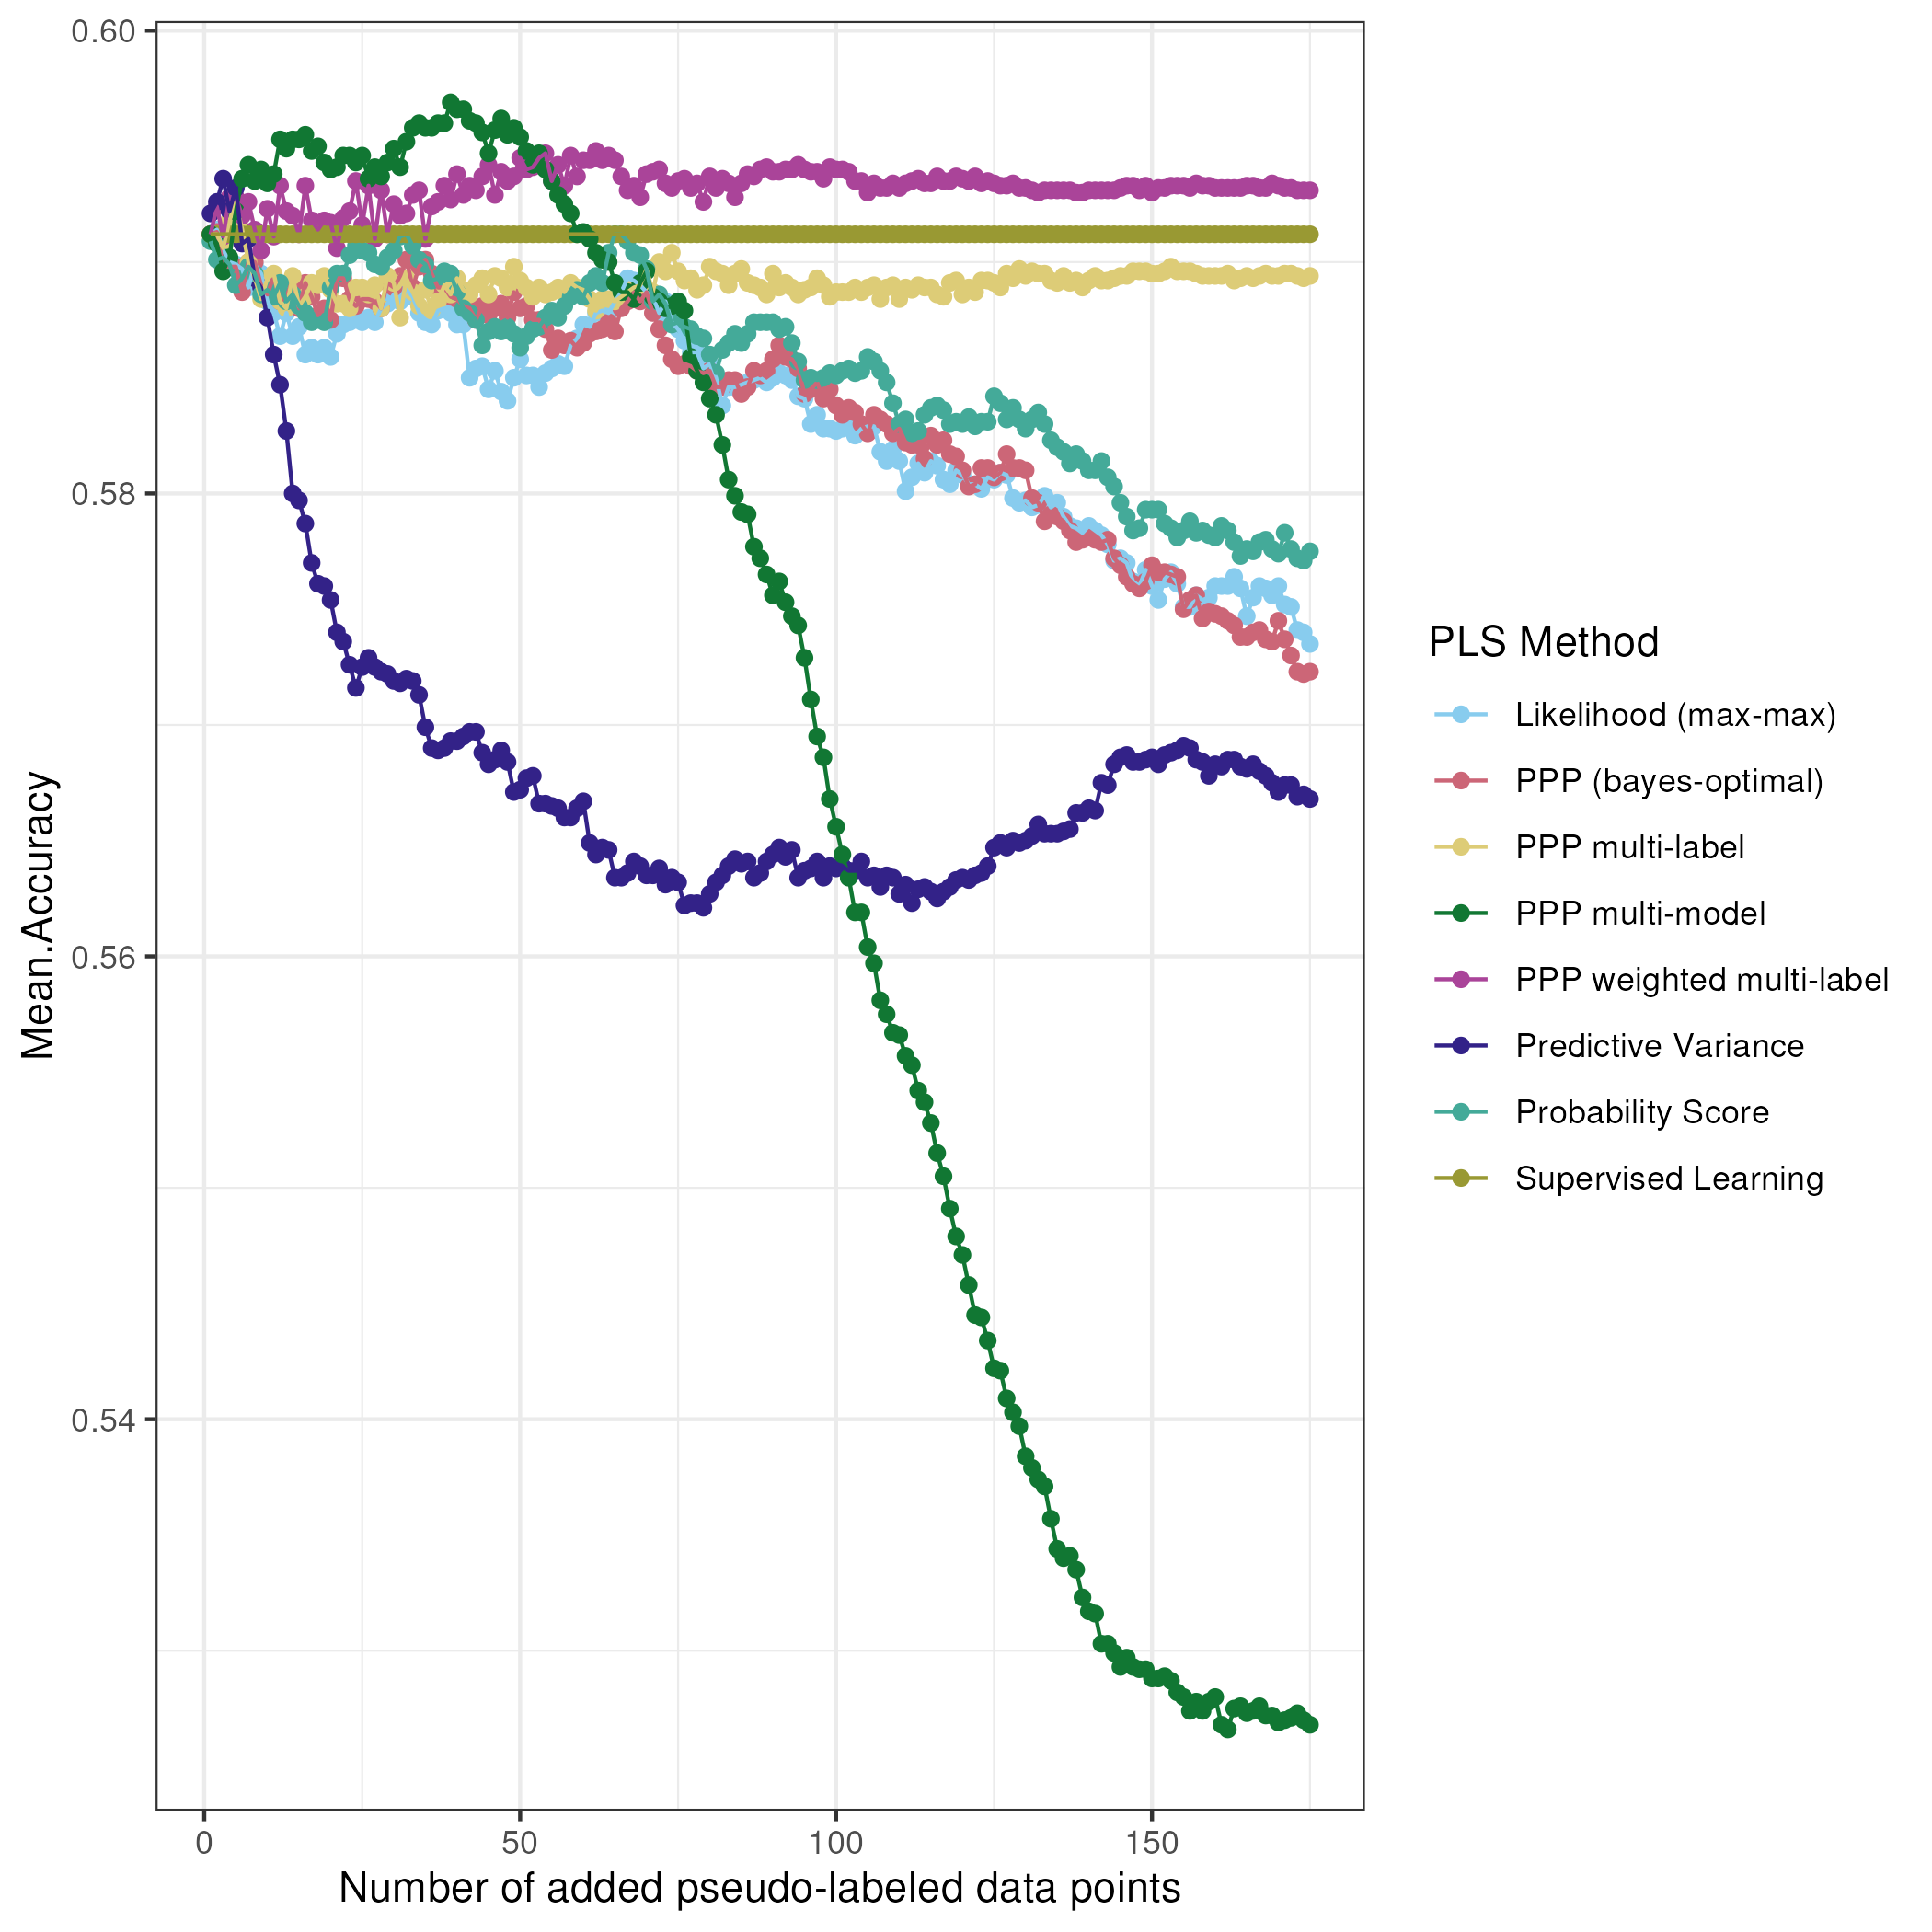 0.60
0.58
0.56
0.54
Mean.Accuracy
0 50 100 150
Number of added pseudo-labeled data points
PLS Method
Likelihood (max-max)
PPP (bayes-optimal)
PPP multi-label
PPP multi-model
PPP weighted multi-label
Predictive Variance
Probability Score
Supervised Learning